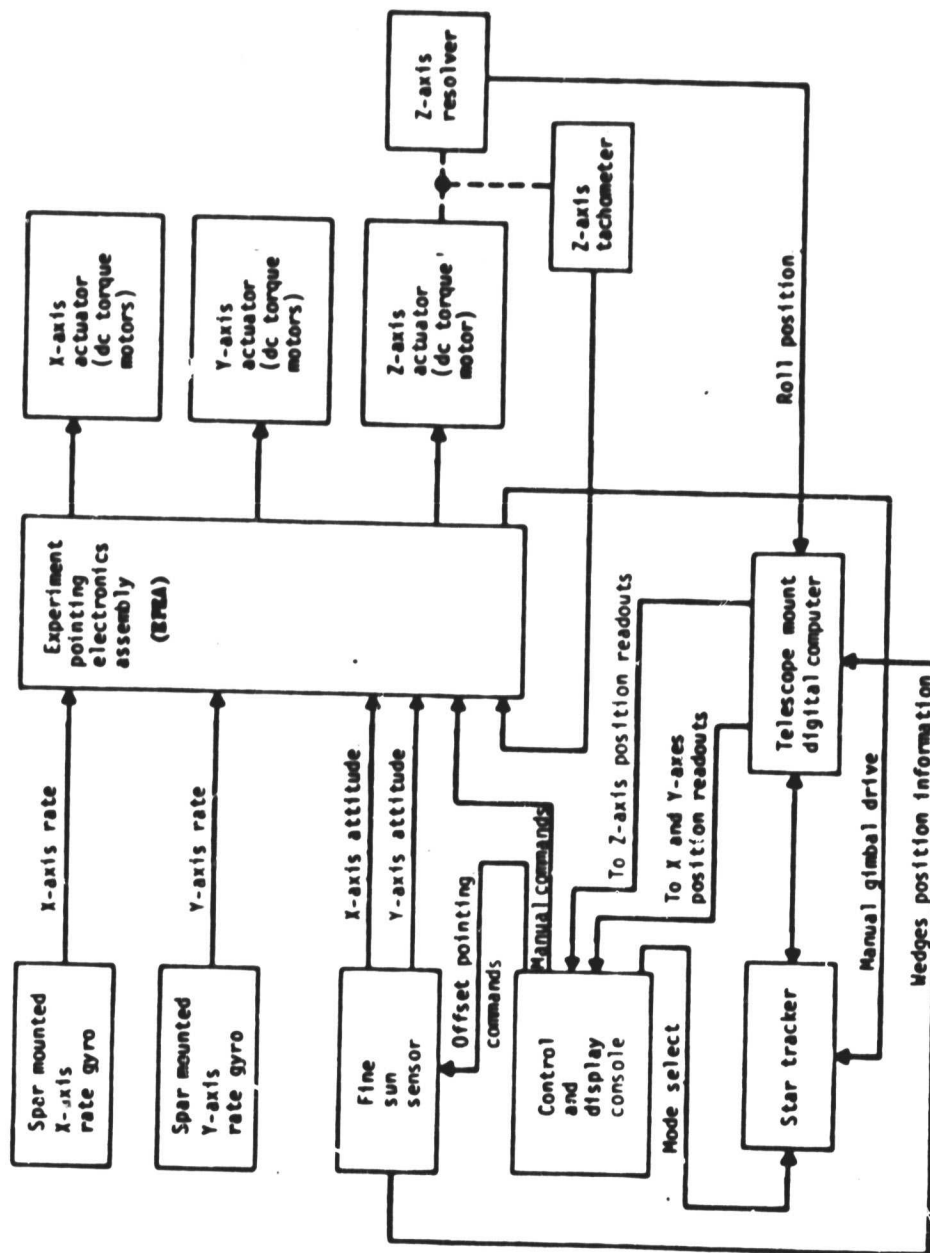 Spar mounted
X-axis
rate gyro
X-axis rate
Experiment
pointing
electronics
assembly
(EPEA)
X-axis
actuator
(dc torque
motors)
Spar mounted
Y-axis
rate gyro
Y-axis rate
Y-axis
actuator
(dc torque
motors)
Fine
sun
sensor
X-axis attitude
Y-axis attitude
Z-axis
actuator
(dc torque'
motor)
Z-axis
resolver
Z-axis
tachometer
Offset pointing
commands
Manual commands
Control
and
display
console
To Z-axis position readouts
To X and Y-axes
position readouts
Mode select
Roll position
Star tracker
Telescope mount
digital computer
Manual gimbal drive
Wedges position information